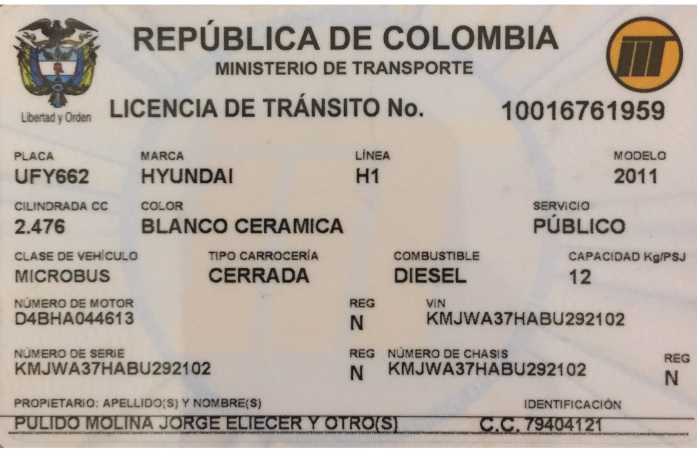 REPÚBLICA DE COLOMBIA
MINISTERIO DE TRANSPORTE
Libertad y Orden
LICENCIA DE TRÁNSITO No. 10016761959
PLACA MARCA LÍNEA MODELO
UFY662 HYUNDAI H1 2011
CILINDRADA CC COLOR SERVICIO
2.476 BLANCO CERAMICA PÚBLICO
CLASE DE VEHÍCULO TIPO CARROCERÍA COMBUSTIBLE CAPACIDAD Kg/PSJ
MICROBUS CERRADA DIESEL 12
NÚMERO DE MOTOR REG VIN
D4BHA044613 N KMJWA37HABU292102
NÚMERO DE SERIE REG NÚMERO DE CHASIS REG
KMJWA37HABU292102 N KMJWA37HABU292102 N
PROPIETARIO: APELLIDO(S) Y NOMBRE(S) IDENTIFICACIÓN
PULIDO MOLINA JORGE ELIECER Y OTRO(S) C.C. 79404121